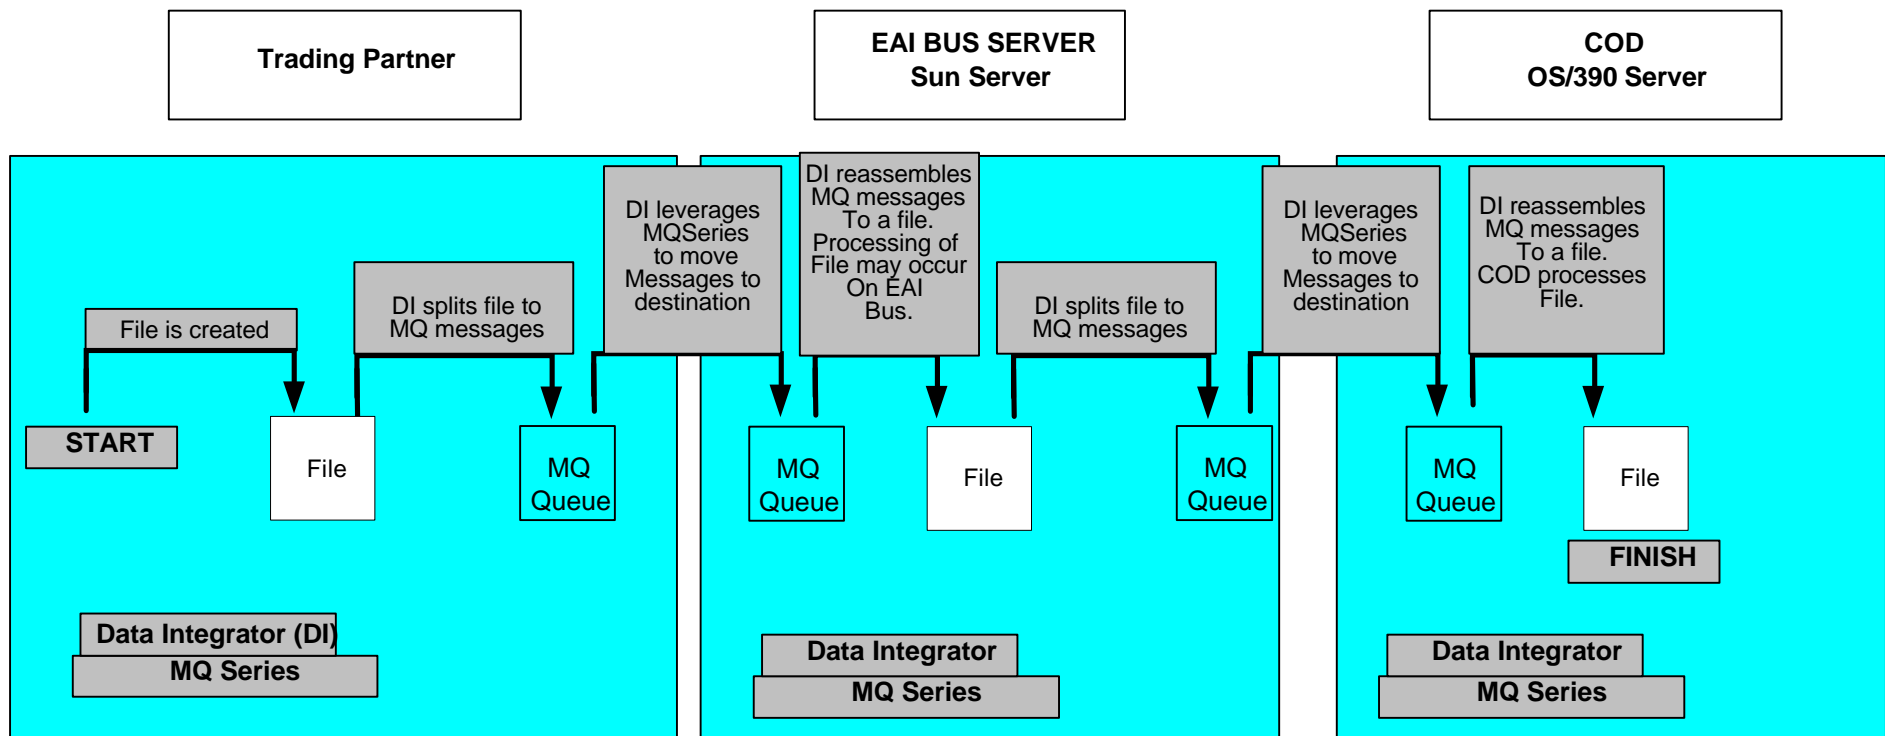 Trading Partner
EAI BUS SERVER
Sun Server
COD
OS/390 Server
File is created
DI splits file to
MQ messages
DI leverages
MQSeries
to move
Messages to
destination
DI reassembles
MQ messages
To a file.
Processing of
File may occur
On EAI
Bus.
DI splits file to
MQ messages
DI leverages
MQSeries
to move
Messages to
destination
DI reassembles
MQ messages
To a file.
COD processes
File.
START
File
MQ
Queue
MQ
Queue
File
MQ
Queue
MQ
Queue
File
FINISH
Data Integrator (DI)
MQ Series
Data Integrator
MQ Series
Data Integrator
MQ Series